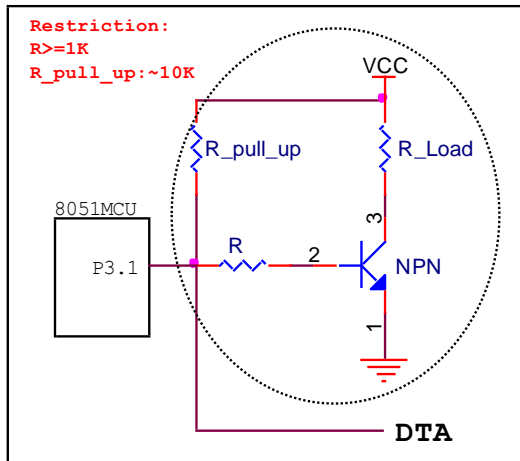 Restriction:
R>=1K
R_pull_up:~10K
VCC
R_pull_up
R_Load
8051MCU
3
R
2
NPN
P3.1
1
DTA